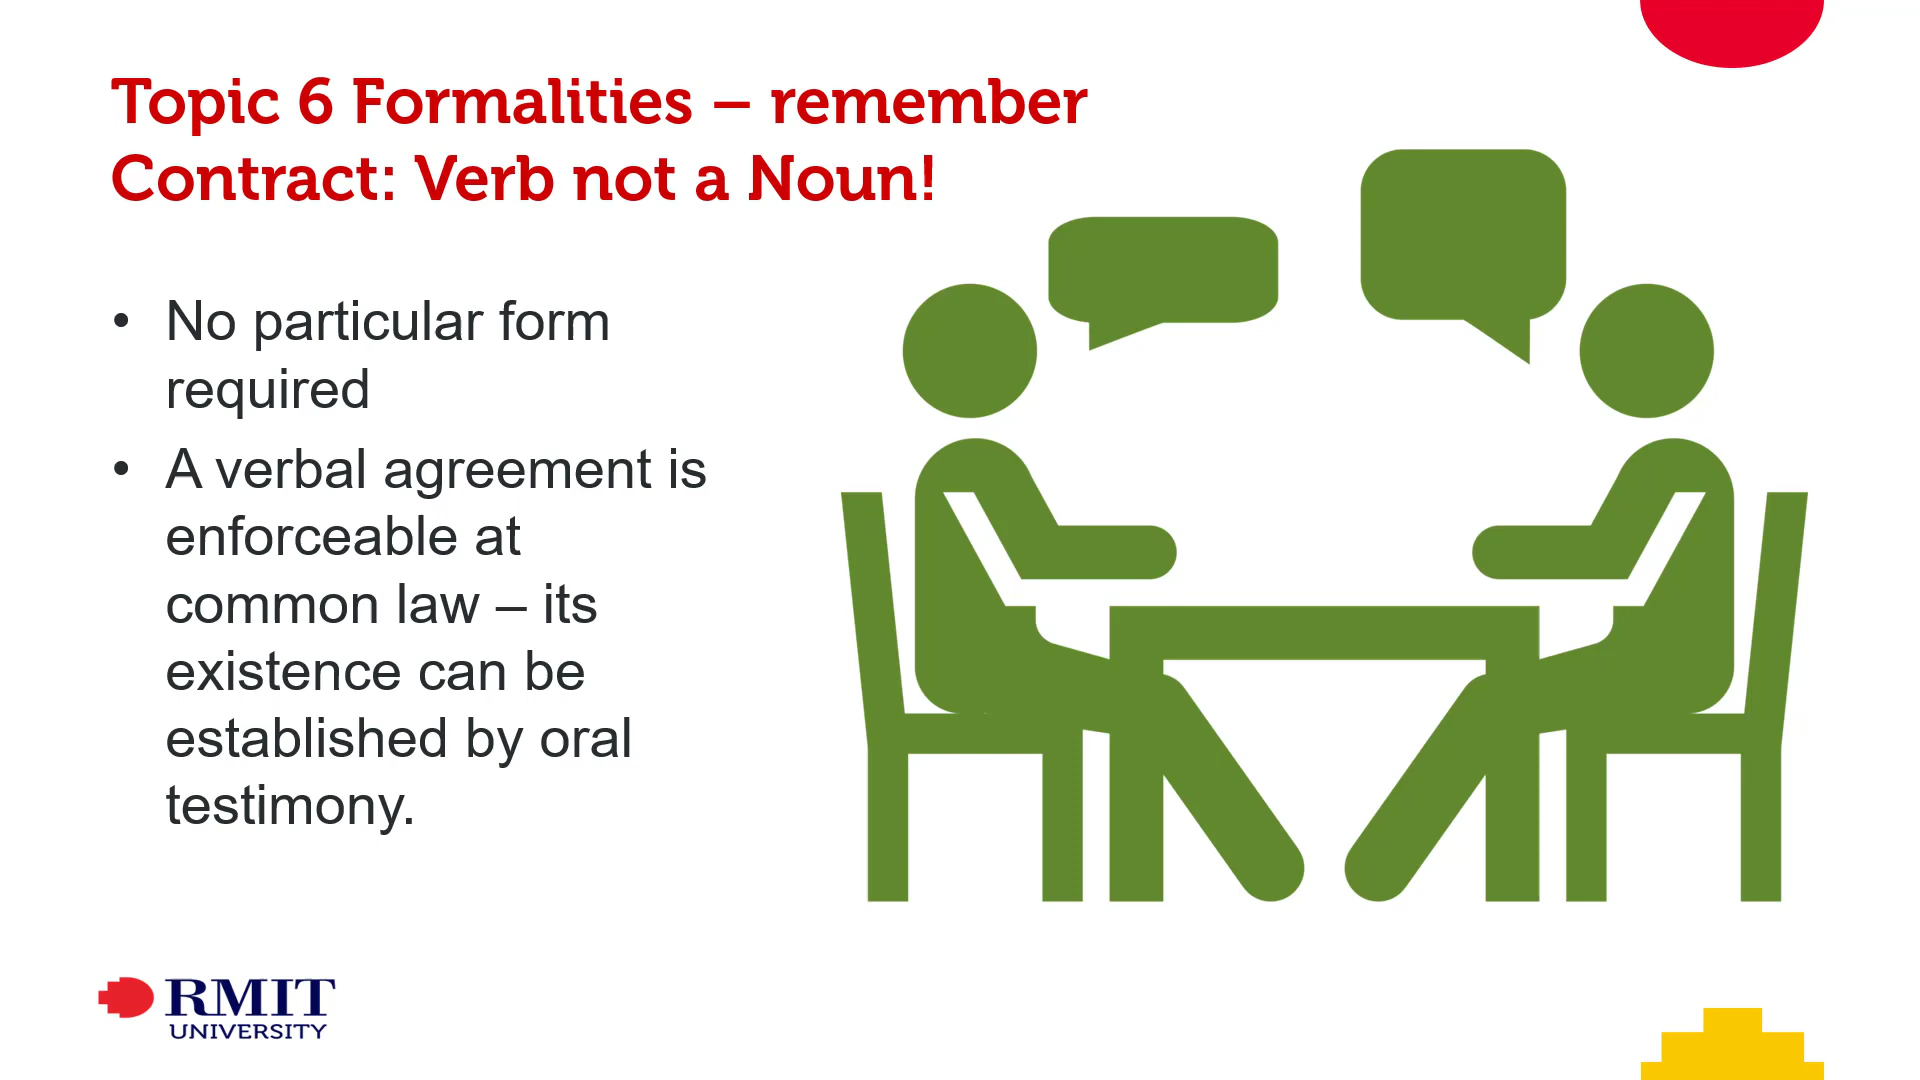 Topic 6 Formalities – remember
Contract: Verb not a Noun!
• No particular form
required
• A verbal agreement is
enforceable at
common law – its
existence can be
established by oral
testimony.
RMIT
UNIVERSITY